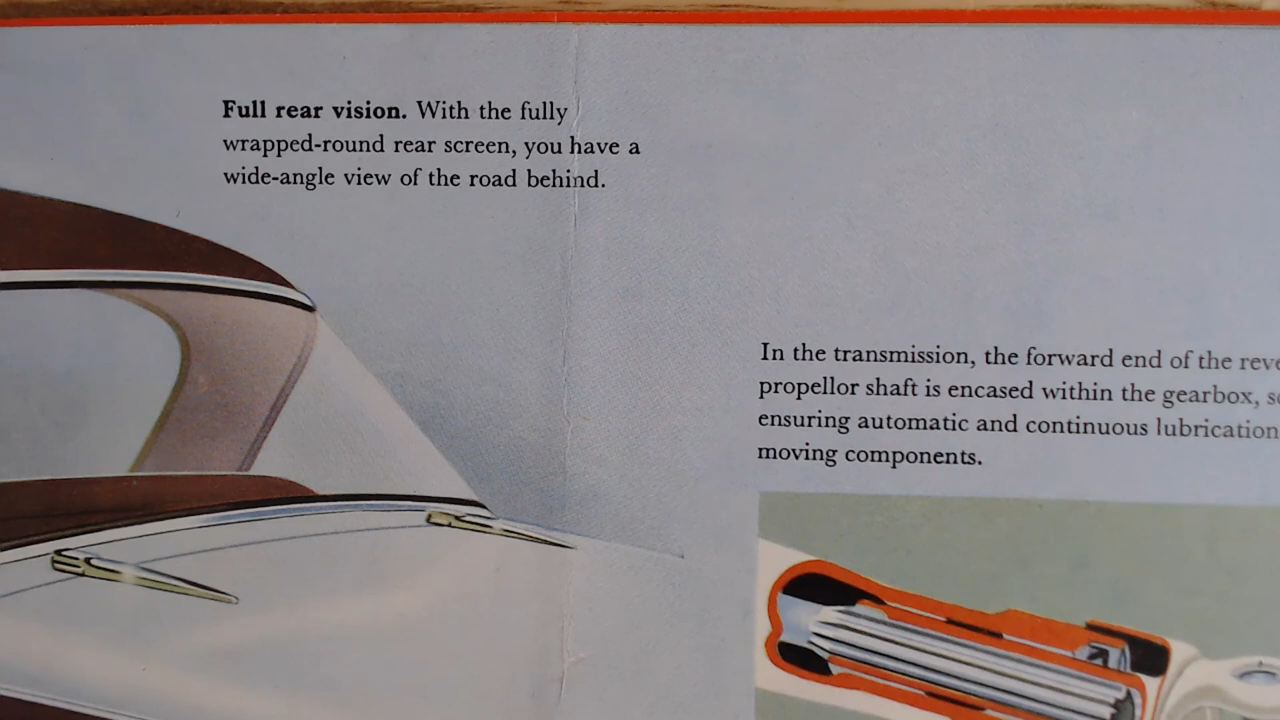 Full rear vision. With the fully
wrapped-round rear screen, you have a
wide-angle view of the road behind.
In the transmission, the forward end of the
propellor shaft is encased within the gearbox,
ensuring automatic and continuous lubrication
moving components.